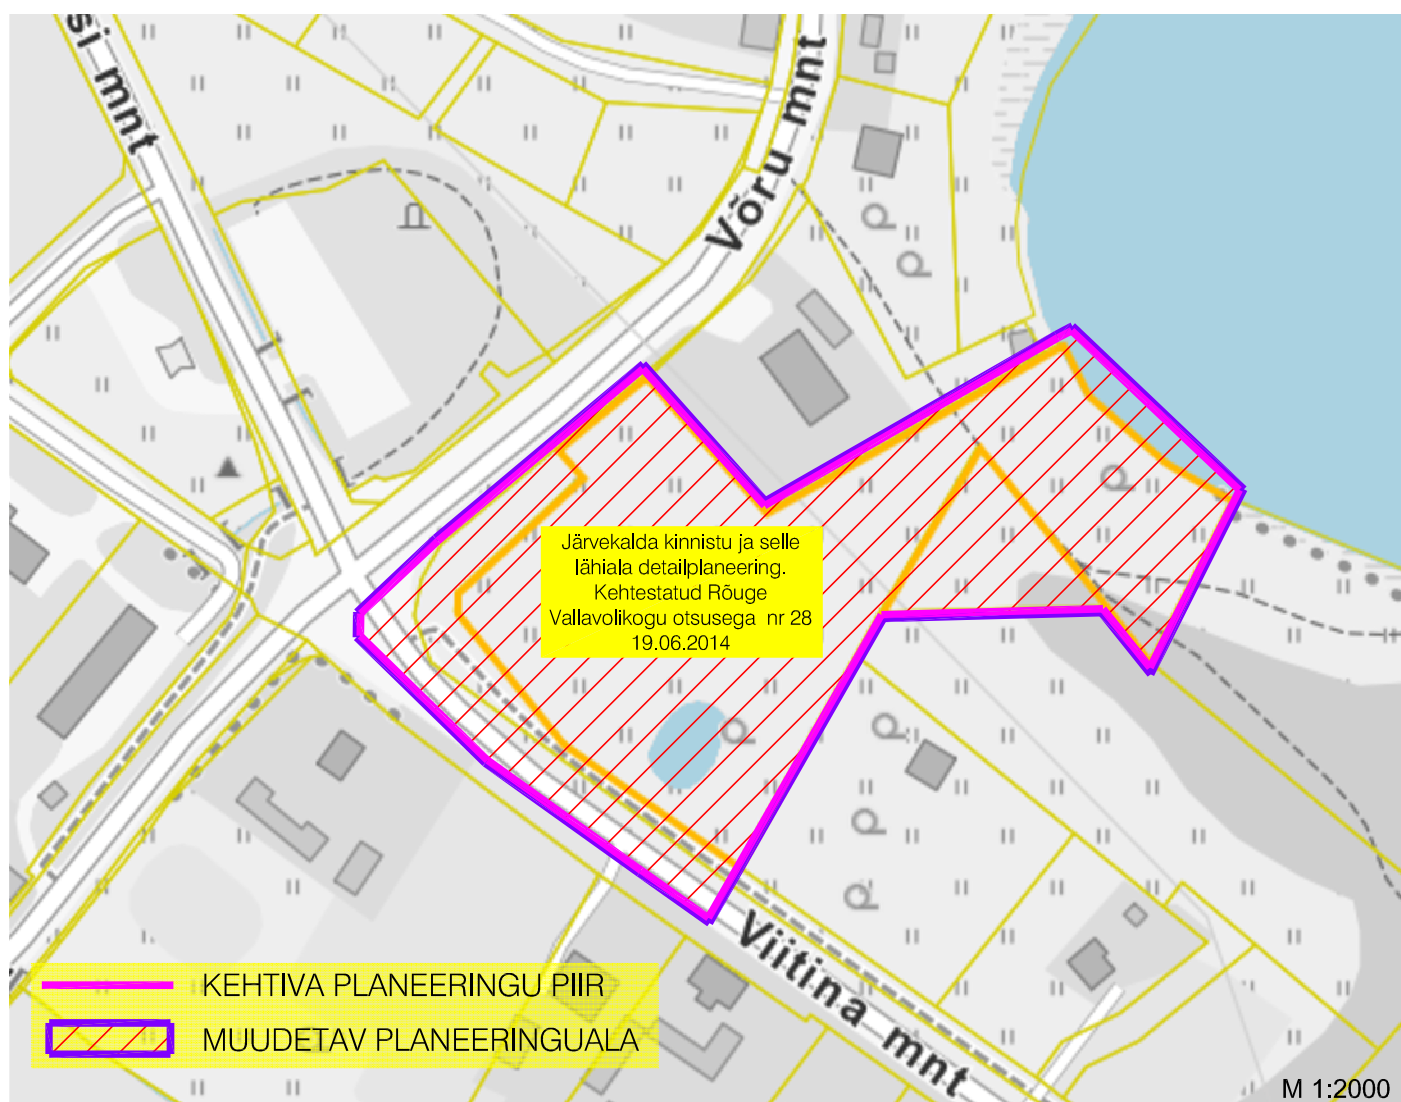 si mnt
Võru mnt
Järvekalda kinnistu ja selle
lähiala detailplaneering.
Kehtestatud Rõuge
Vallavolikogu otsusega nr 28
19.06.2014
Viitina mnt
KEHTIVA PLANEERINGU PIIR
MUUDETAV PLANEERINGUALA
M 1:2000